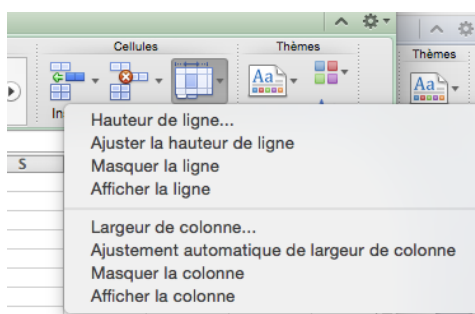 Cellules
Thèmes
Thèmes
Aa
Aa
S
Hauteur de ligne...
Ajuster la hauteur de ligne
Masquer la ligne
Afficher la ligne
Largeur de colonne...
Ajustement automatique de largeur de colonne
Masquer la colonne
Afficher la colonne